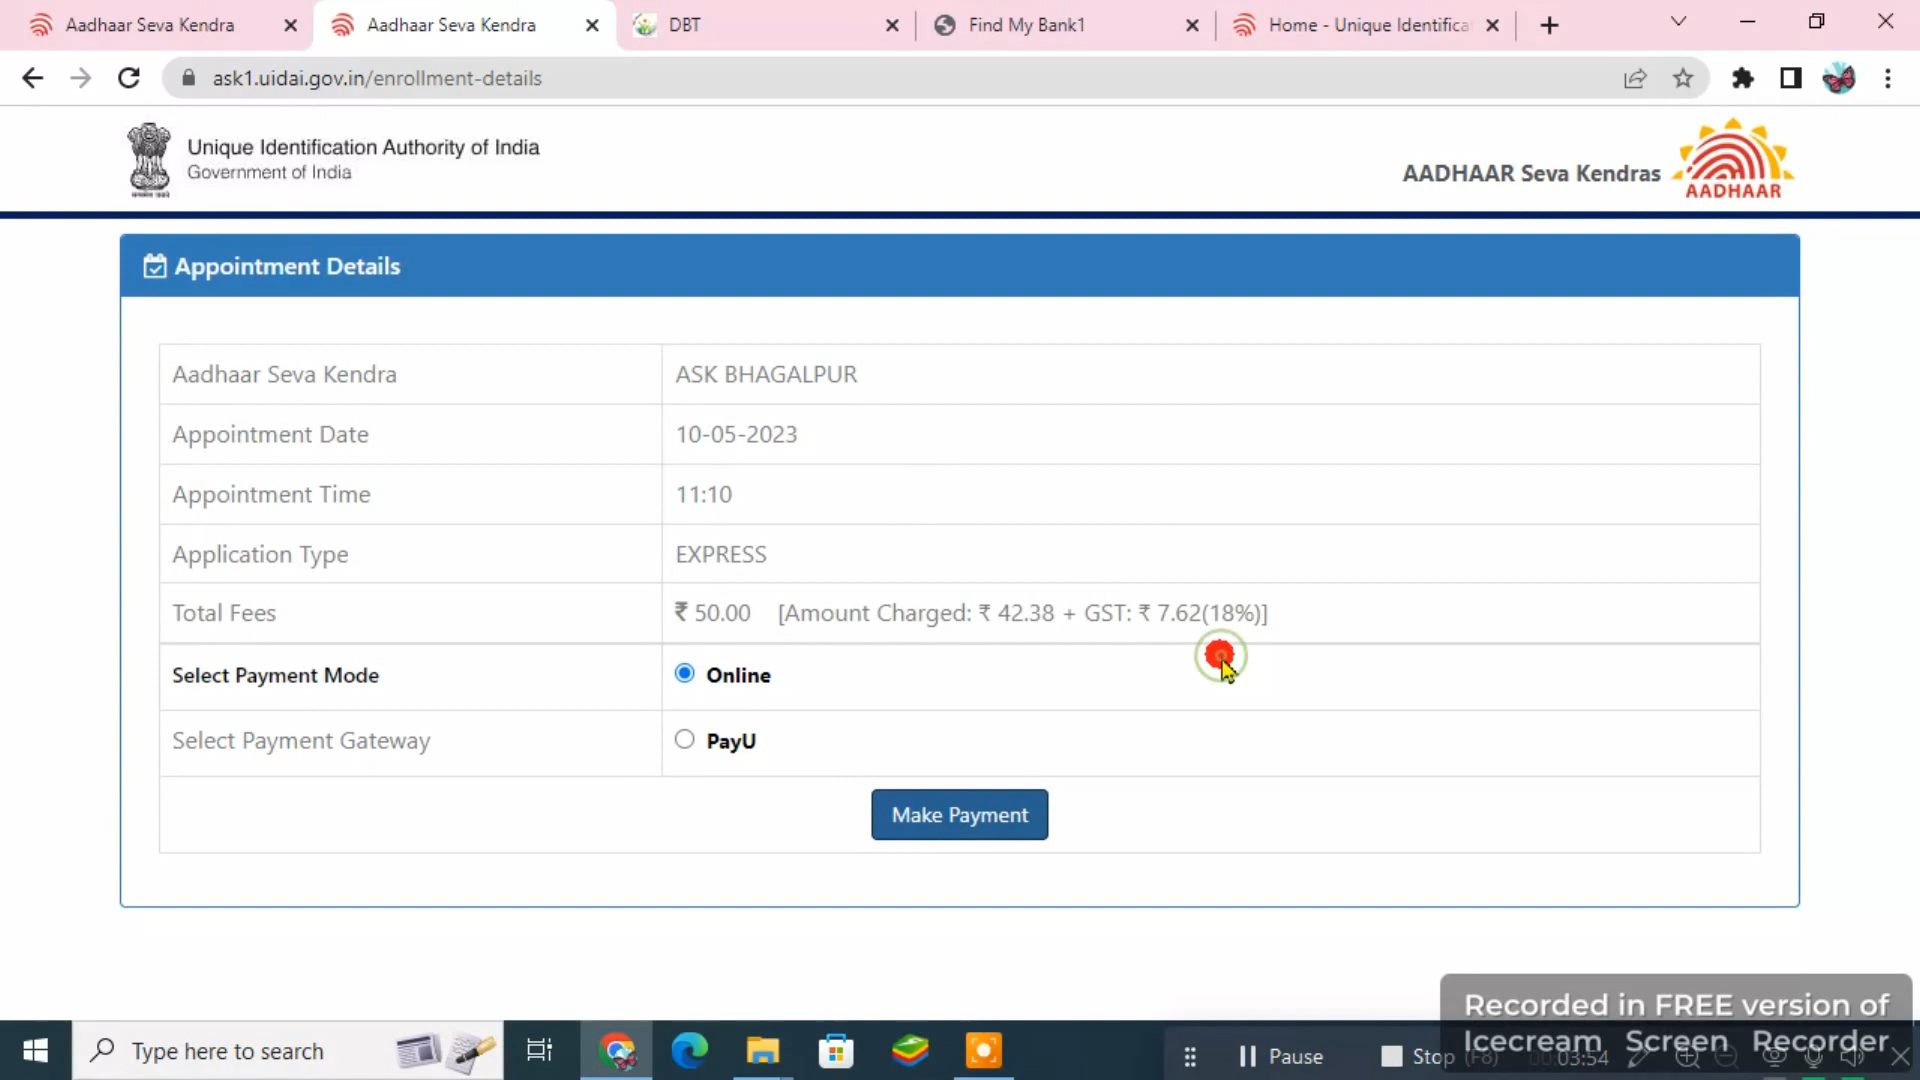 Aadhaar Seva Kendra
Aadhaar Seva Kendra
DBT
Find My Bank1
Home - Unique Identifica
ask1.uidai.gov.in/enrollment-details
Unique Identification Authority of India
Government of India
AADHAAR Seva Kendras
AADHAAR
Appointment Details
Aadhaar Seva Kendra ASK BHAGALPUR
Appointment Date 10-05-2023
Appointment Time 11:10
Application Type EXPRESS
Total Fees ₹ 50.00 [Amount Charged: ₹ 42.38 + GST: ₹ 7.62(18%)]
Select Payment Mode Online
Select Payment Gateway PayU
Make Payment
Recorded in FREE version of
Icecream Screen Recorder
Type here to search
Pause
Stop (F8)
00:03:54